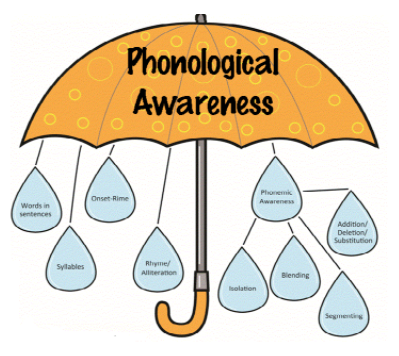 Phonological
Awareness
Words in
sentences
Onset-Rime
Syllables
Rhyme/
Alliteration
Phonemic
Awareness
Addition/
Deletion/
Substitution
Isolation
Blending
Segmenting